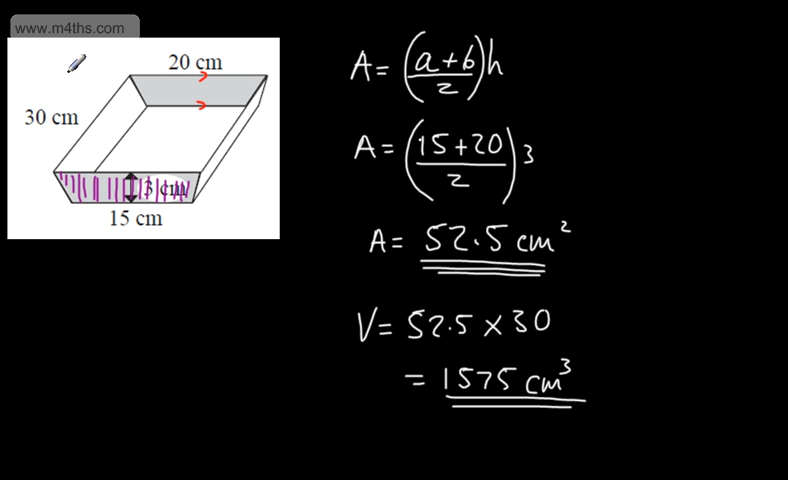 www.m4ths.com
20 cm
30 cm
3 cm
15 cm
A = (a+b/2)h
A = (15+20/2)3
A = 52.5 cm²
V = 52.5 × 30
= 1575 cm³